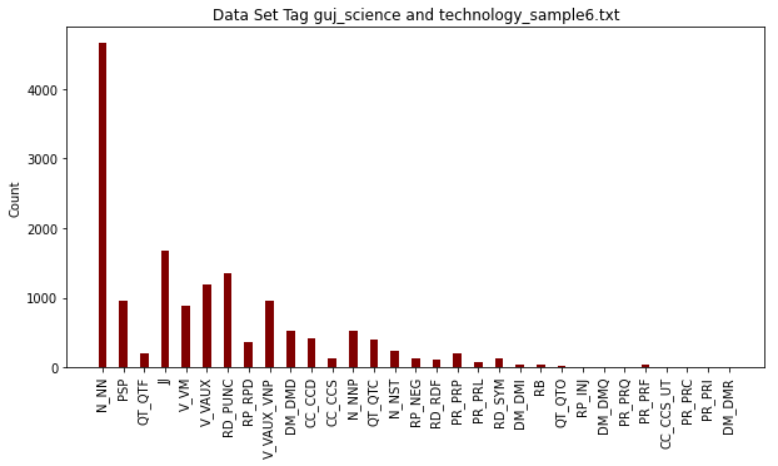 Data Set Tag guj_science and technology_sample6.txt
Count
4000
3000
2000
1000
0
N_NN
PSP
QT_QTF
JJ
V_VM
V_VAUX
RD_PUNC
RP_RPD
V_VAUX_VNP
DM_DMD
CC_CCD
CC_CCS
N_NNP
QT_QTC
N_NST
RP_NEG
RD_RDF
PR_PRP
PR_PRL
RD_SYM
DM_DMI
RB
QT_QTO
RP_INJ
DM_DMQ
PR_PRQ
PR_PRF
CC_CCS_UT
PR_PRC
PR_PRI
DM_DMR